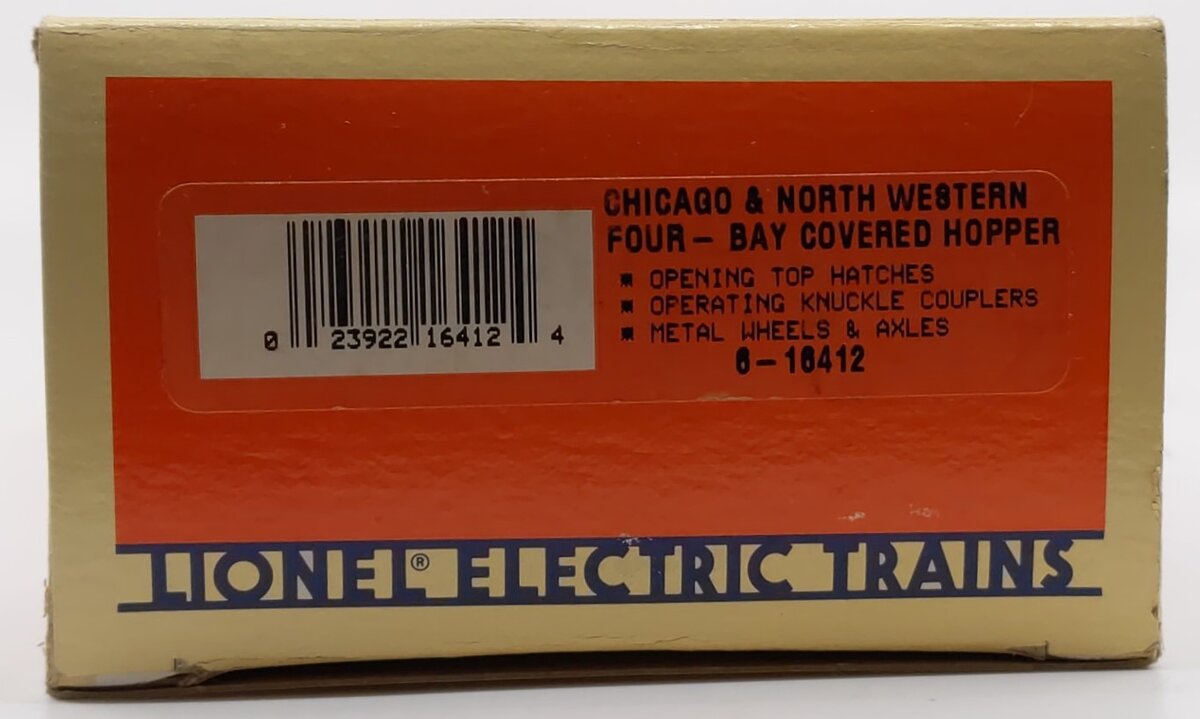 CHICAGO & NORTH WESTERN
FOUR- BAY COVERED HOPPER
* OPENING TOP HATCHES
* OPERATING KNUCKLE COUPLERS
* METAL WHEELS & AXLES
6-16412
0 23922 16412 4
LIONEL® ELECTRIC TRAINS